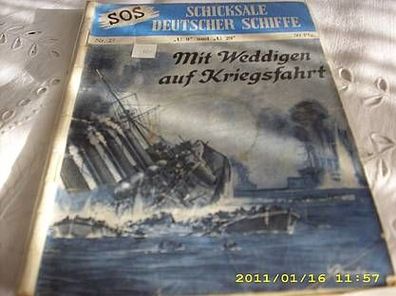 SOS
SCHICKSALE
DEUTSCHER SCHIFFE
Nr. 27 „U 9" und „U 29" 50 Pfg.
Mit Weddigen
auf Kriegsfahrt
2011/01/16 11:57